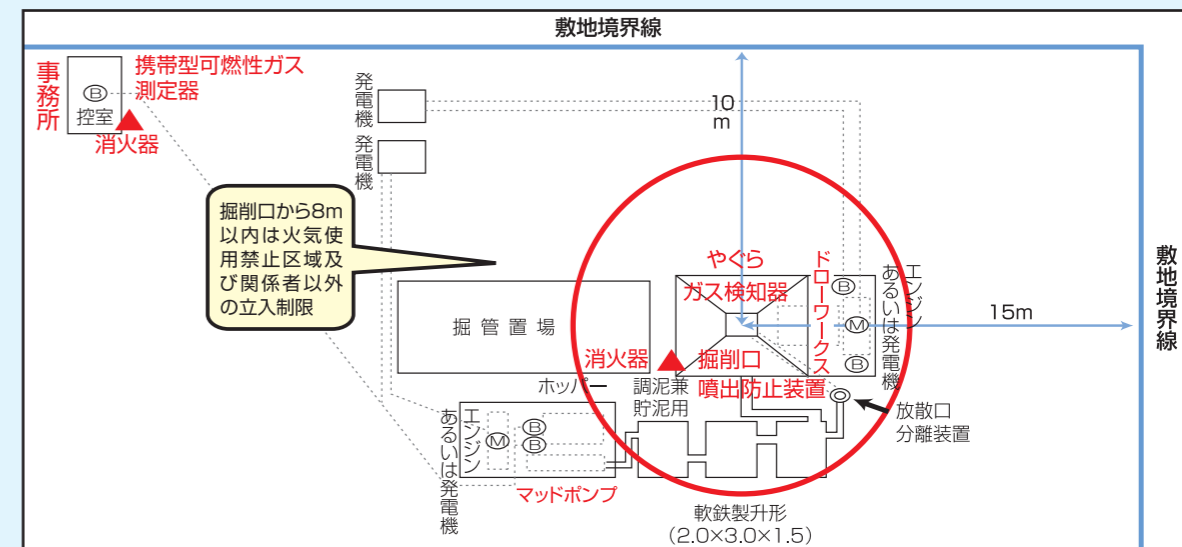 敷地境界線
事務所
Ⓑ
控室
携帯型可燃性ガス
測定器
消火器
発電機
発電機
10
m
掘削口から8m
以内は火気使
用禁止区域及
び関係者以外
の立入制限
やぐら
ガス検知器
ドローワークス
Ⓑ
Ⓜ
Ⓑ
エンジン
あるいは発電機
15m
敷地境界線
掘管置場
消火器
掘削口
噴出防止装置
ホッパー
調泥兼
貯泥用
放散口
分離装置
エンジン
あるいは発電機
Ⓜ
Ⓑ
Ⓑ
マッドポンプ
軟鉄製升形
(2.0×3.0×1.5)